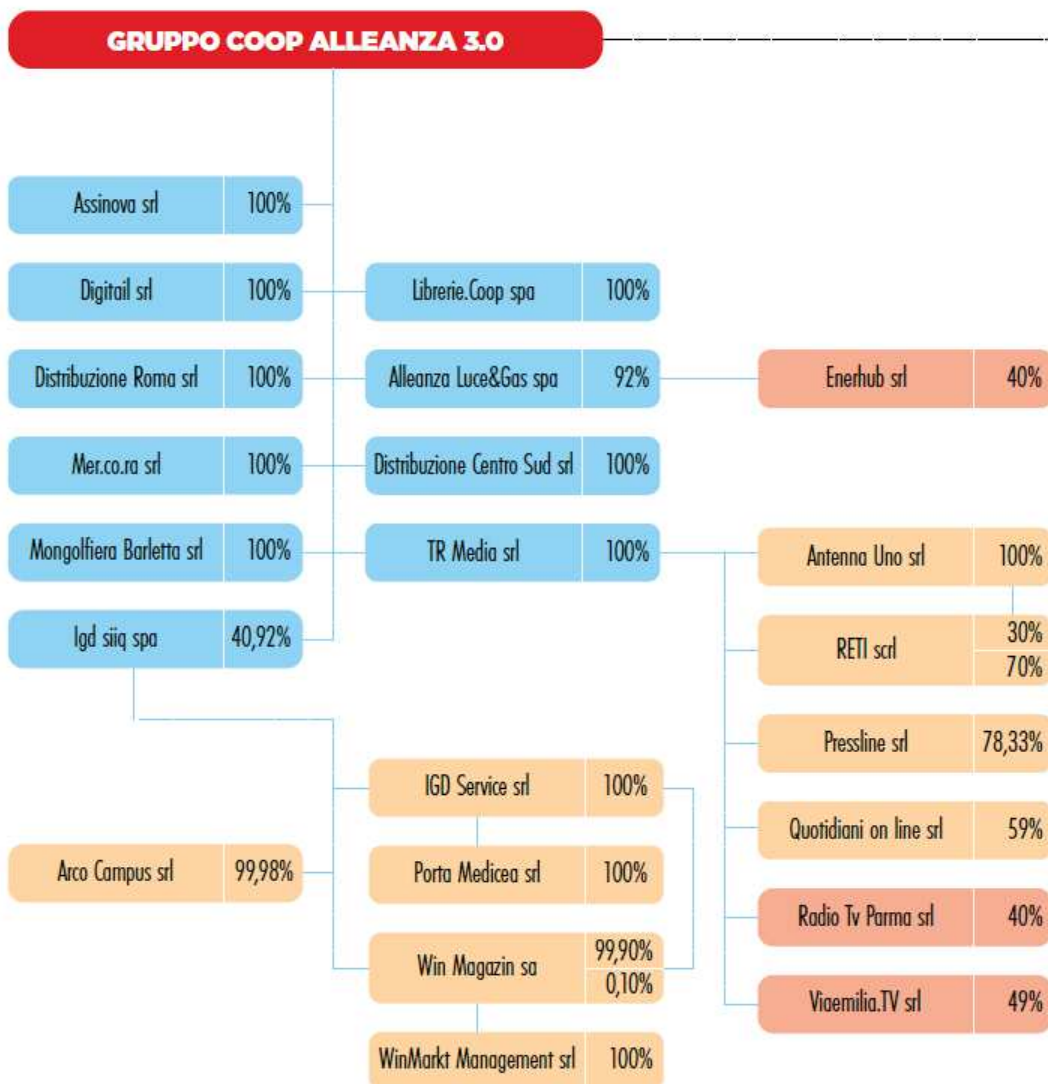 GRUPPO COOP ALLEANZA 3.0
Assinova srl 100%
Digitail srl 100%
Librerie.Coop spa 100%
Distribuzione Roma srl 100%
Alleanza Luce&Gas spa 92%
Enerhub srl 40%
Mer.co.ra srl 100%
Distribuzione Centro Sud srl 100%
Mongolfiera Barletta srl 100%
TR Media srl 100%
Antenna Uno srl 100%
Igd siiq spa 40,92%
RETI scrl 30%
70%
Pressline srl 78,33%
IGD Service srl 100%
Quotidiani on line srl 59%
Arco Campus srl 99,98%
Porta Medicea srl 100%
Radio Tv Parma srl 40%
Win Magazin sa 99,90%
0,10%
Viaemilia.TV srl 49%
WinMarkt Management srl 100%